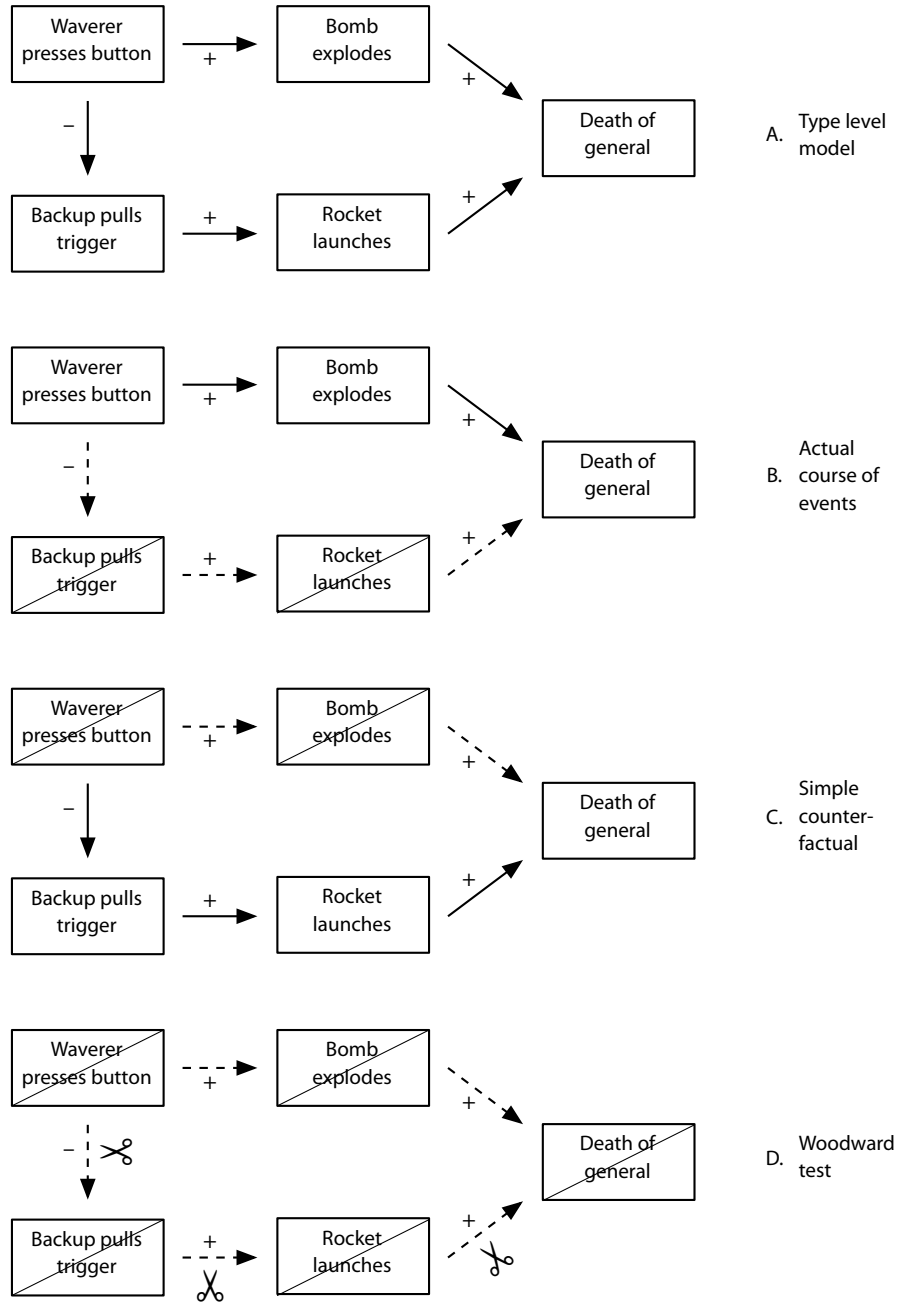 Waverer
presses button
+
Bomb
explodes
+
−
Death of
general
A. Type level
model
Backup pulls
trigger
+
Rocket
launches
+
Waverer
presses button
+
Bomb
explodes
+
−
Death of
general
B. Actual
course of
events
Backup pulls
trigger
+
Rocket
launches
+
Waverer
presses button
+
Bomb
explodes
+
−
Death of
general
C. Simple
counter-
factual
Backup pulls
trigger
+
Rocket
launches
+
Waverer
presses button
+
Bomb
explodes
+
−
Death of
general
D. Woodward
test
Backup pulls
trigger
+
Rocket
launches
+